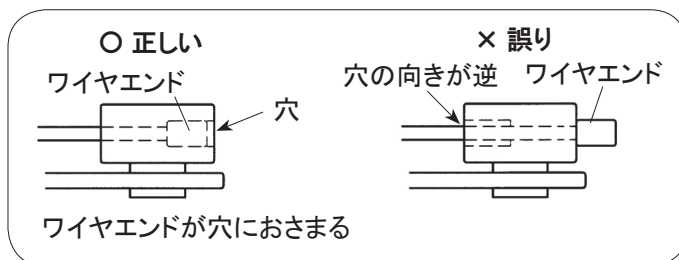 ○ 正しい
ワイヤエンド
穴
ワイヤエンドが穴におさまる
× 誤り
穴の向きが逆
ワイヤエンド